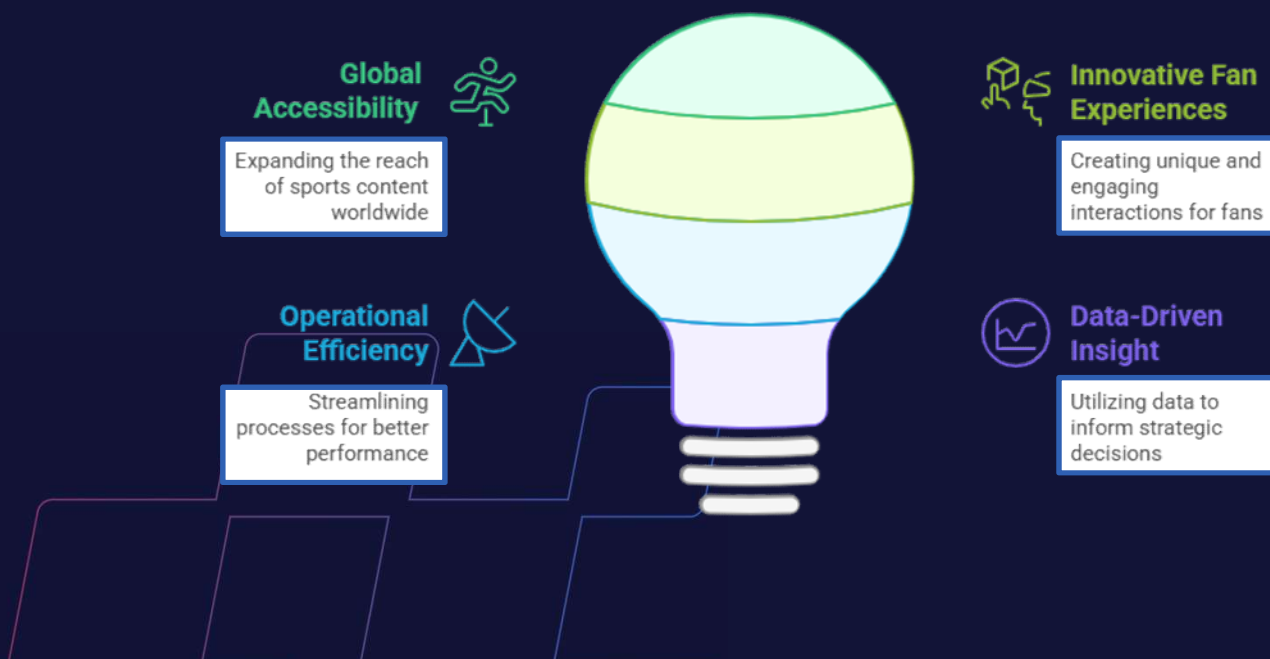 Global
Accessibility
Expanding the reach
of sports content
worldwide
Innovative Fan
Experiences
Creating unique and
engaging
interactions for fans
Operational
Efficiency
Streamlining
processes for better
performance
Data-Driven
Insight
Utilizing data to
inform strategic
decisions